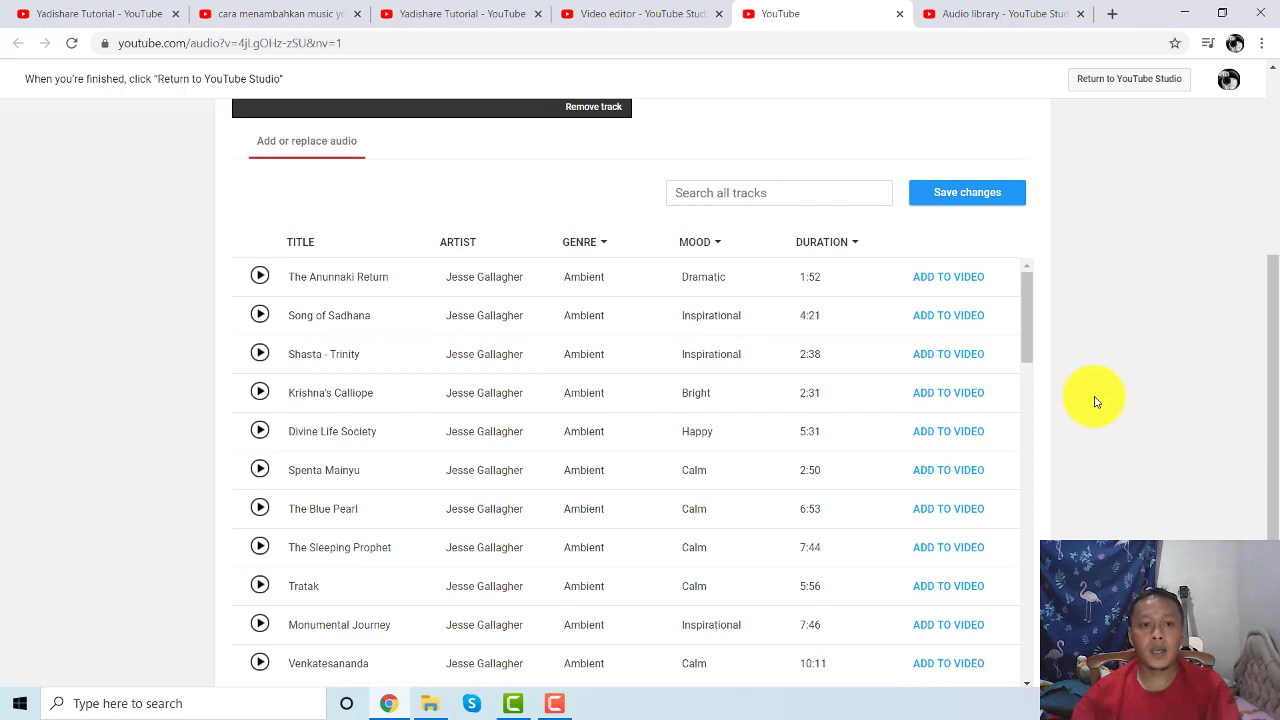 Yadishare Tutorial - YouTub
cara menambahkan music y
Yadishare Tutorial - YouTub
Video editor - YouTube Stud
YouTube
Audio library - YouTube Stud
youtube.com/audio?v=4jLgOHz-zSU&nv=1
When you're finished, click "Return to YouTube Studio"
Return to YouTube Studio
Remove track
Add or replace audio
Search all tracks
Save changes
TITLE ARTIST GENRE MOOD DURATION
The Anunnaki Return Jesse Gallagher Ambient Dramatic 1:52 ADD TO VIDEO
Song of Sadhana Jesse Gallagher Ambient Inspirational 4:21 ADD TO VIDEO
Shasta - Trinity Jesse Gallagher Ambient Inspirational 2:38 ADD TO VIDEO
Krishna's Calliope Jesse Gallagher Ambient Bright 2:31 ADD TO VIDEO
Divine Life Society Jesse Gallagher Ambient Happy 5:31 ADD TO VIDEO
Spenta Mainyu Jesse Gallagher Ambient Calm 2:50 ADD TO VIDEO
The Blue Pearl Jesse Gallagher Ambient Calm 6:53 ADD TO VIDEO
The Sleeping Prophet Jesse Gallagher Ambient Calm 7:44 ADD TO VIDEO
Tratak Jesse Gallagher Ambient Calm 5:56 ADD TO VIDEO
Monumental Journey Jesse Gallagher Ambient Inspirational 7:46 ADD TO VIDEO
Venkatesananda Jesse Gallagher Ambient Calm 10:11 ADD TO VIDEO
Type here to search